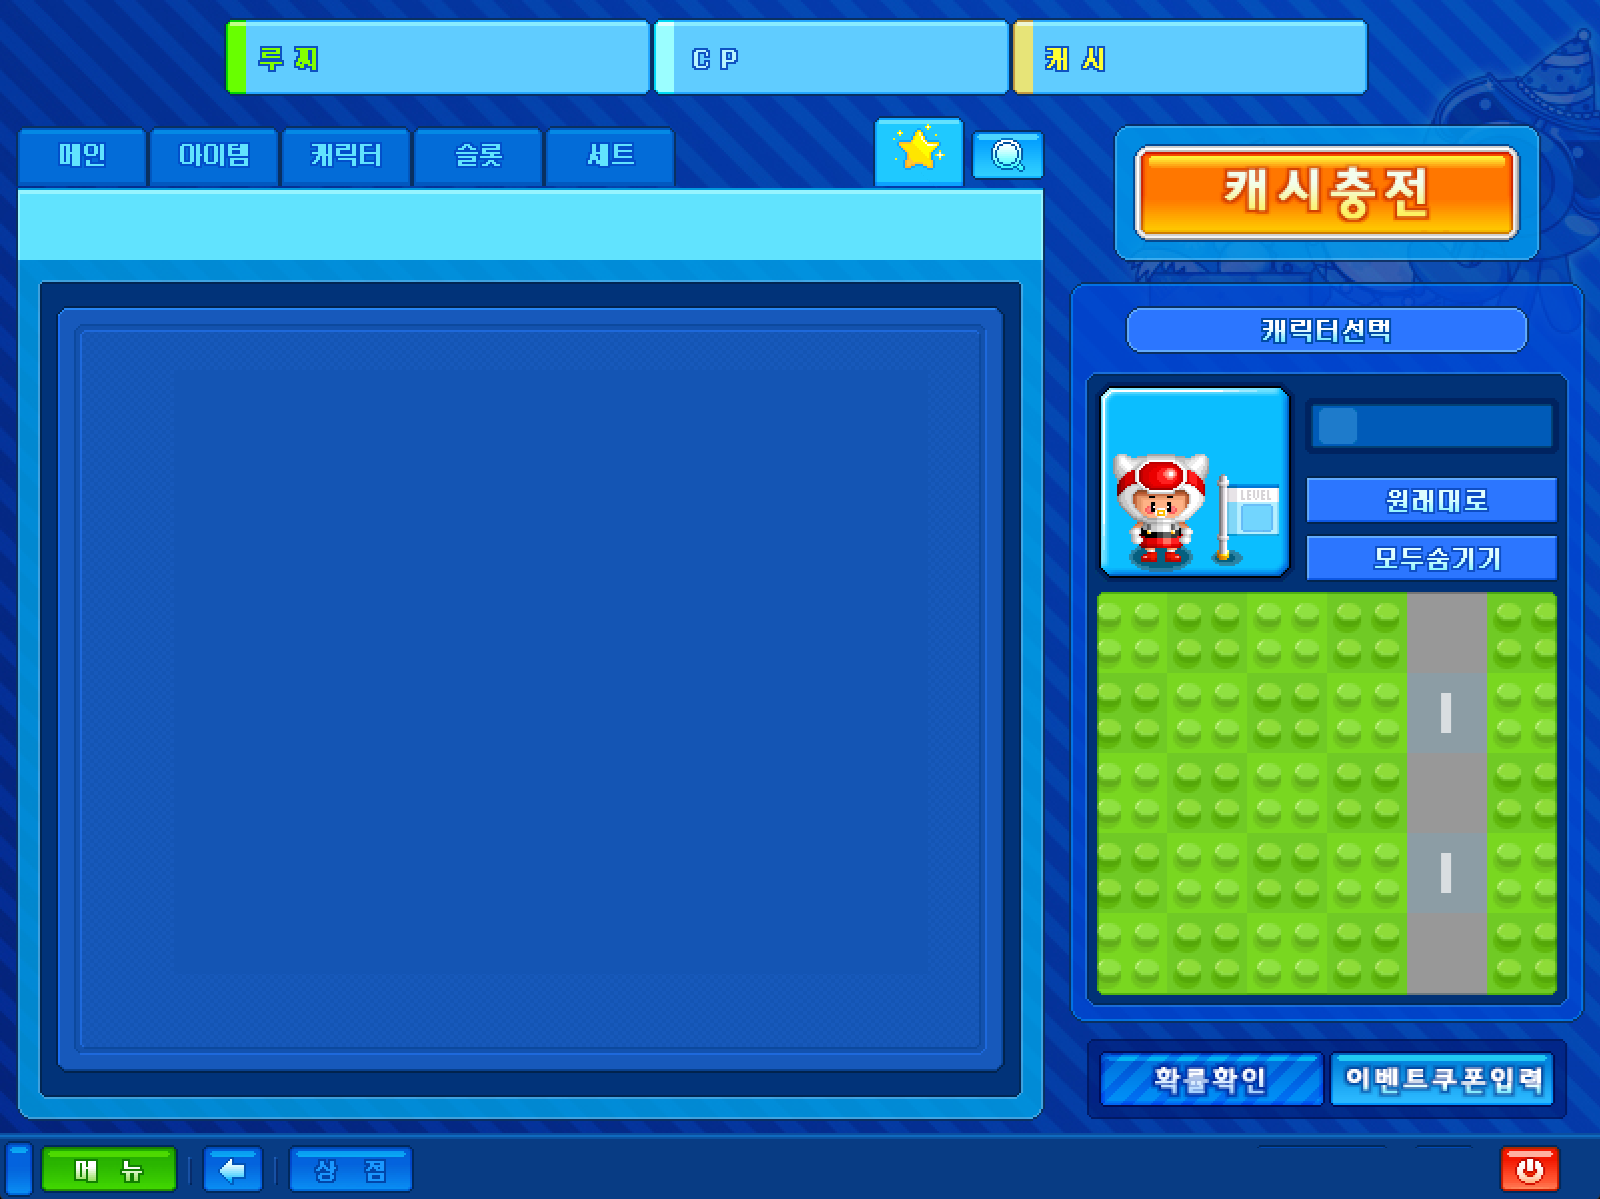 루찌 CP 캐시
메인 아이템 캐릭터 슬롯 세트
캐시충전
캐릭터선택
LEVEL
원래대로
모두숨기기
확률확인 이벤트쿠폰입력
메뉴 상점